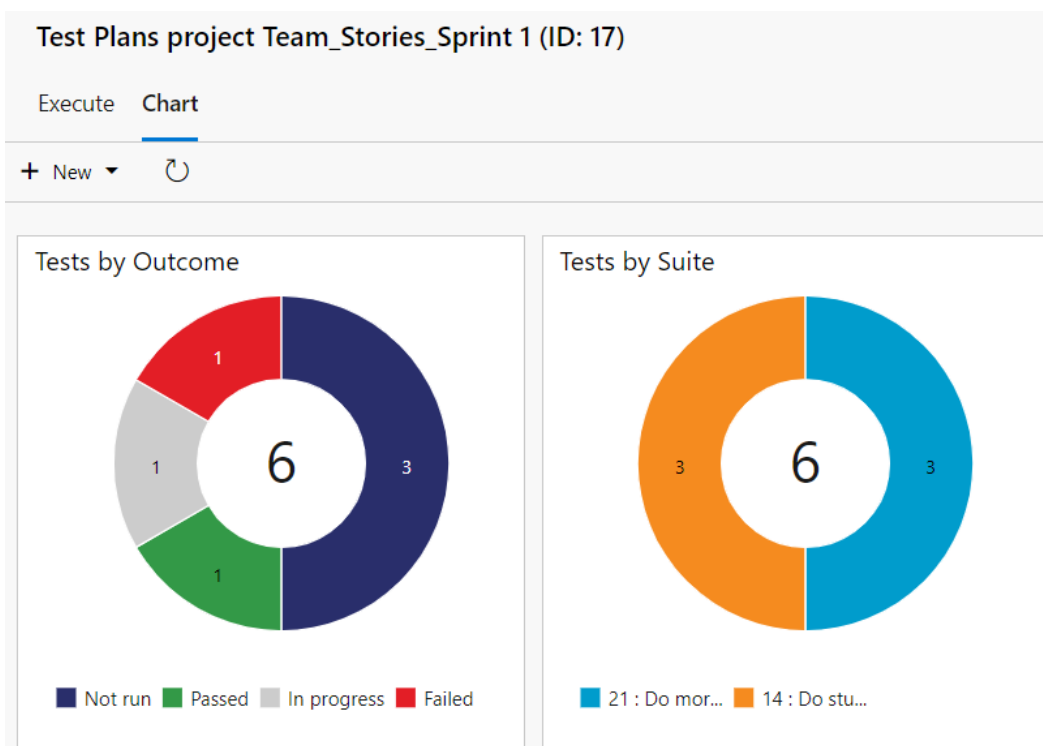 Test Plans project Team_Stories_Sprint 1 (ID: 17)
Execute Chart
+ New
Tests by Outcome
1
1
6
3
1
Not run Passed In progress Failed
Tests by Suite
3
6
3
21 : Do mor... 14 : Do stu...